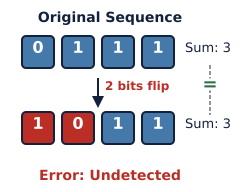 Original Sequence
0 1 1 1 Sum: 3
2 bits flip
=
1 0 1 1 Sum: 3
Error: Undetected